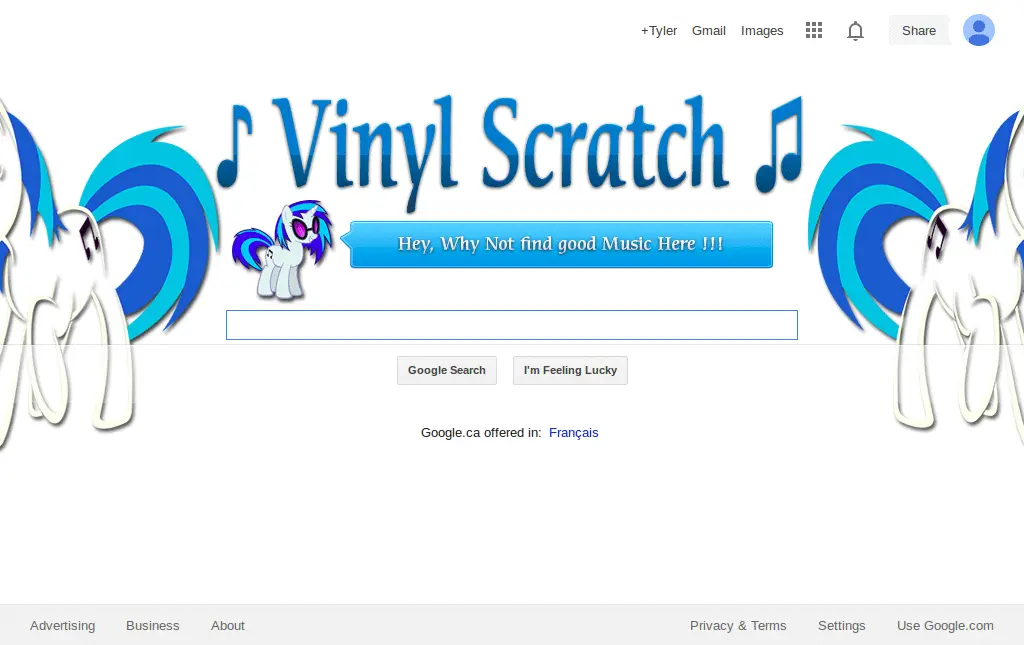 +Tyler Gmail Images Share
Vinyl Scratch
Hey, Why Not find good Music Here !!!
Google Search I'm Feeling Lucky
Google.ca offered in: Français
Advertising Business About Privacy & Terms Settings Use Google.com